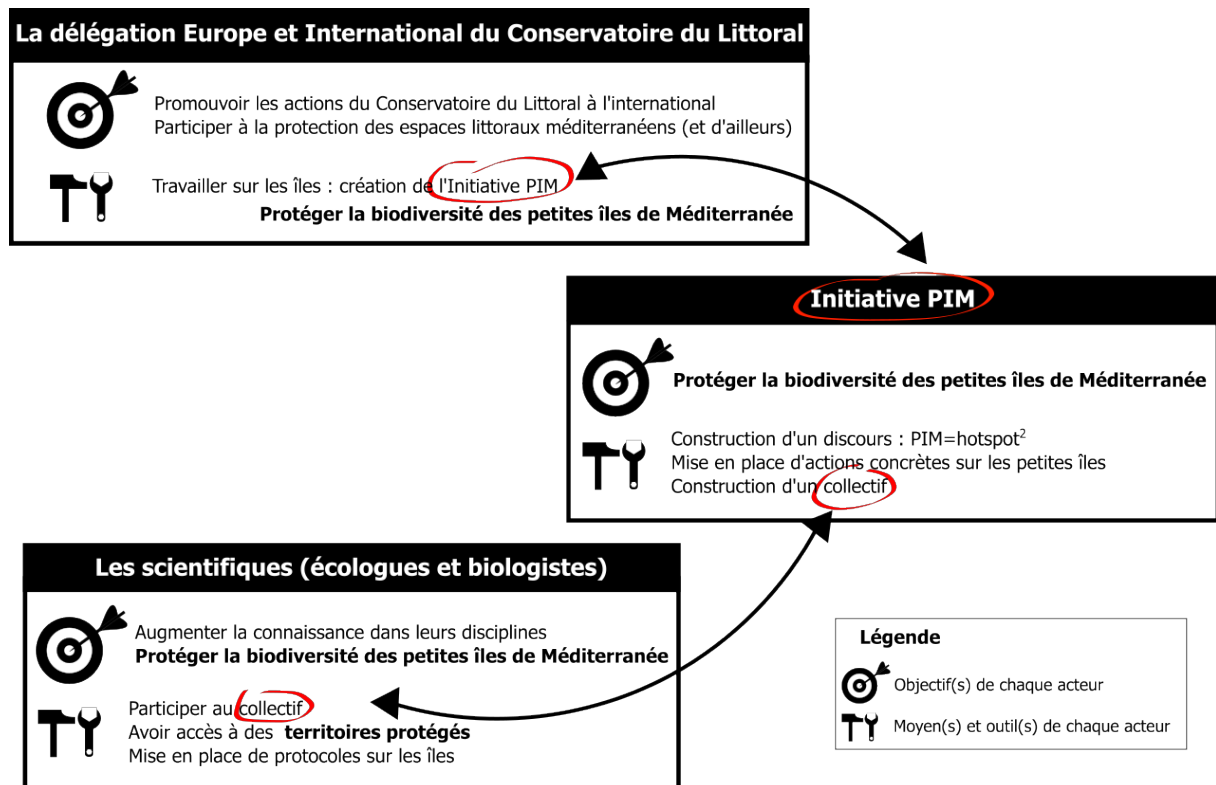 La délégation Europe et International du Conservatoire du Littoral
Promouvoir les actions du Conservatoire du Littoral à l'international
Participer à la protection des espaces littoraux méditerranéens (et d'ailleurs)
Travailler sur les îles : création de l'Initiative PIM
Protéger la biodiversité des petites îles de Méditerranée
Initiative PIM
Protéger la biodiversité des petites îles de Méditerranée
Construction d'un discours : PIM=hotspot²
Mise en place d'actions concrètes sur les petites îles
Construction d'un collectif
Les scientifiques (écologues et biologistes)
Augmenter la connaissance dans leurs disciplines
Protéger la biodiversité des petites îles de Méditerranée
Participer au collectif
Avoir accès à des territoires protégés
Mise en place de protocoles sur les îles
Légende
Objectif(s) de chaque acteur
Moyen(s) et outil(s) de chaque acteur